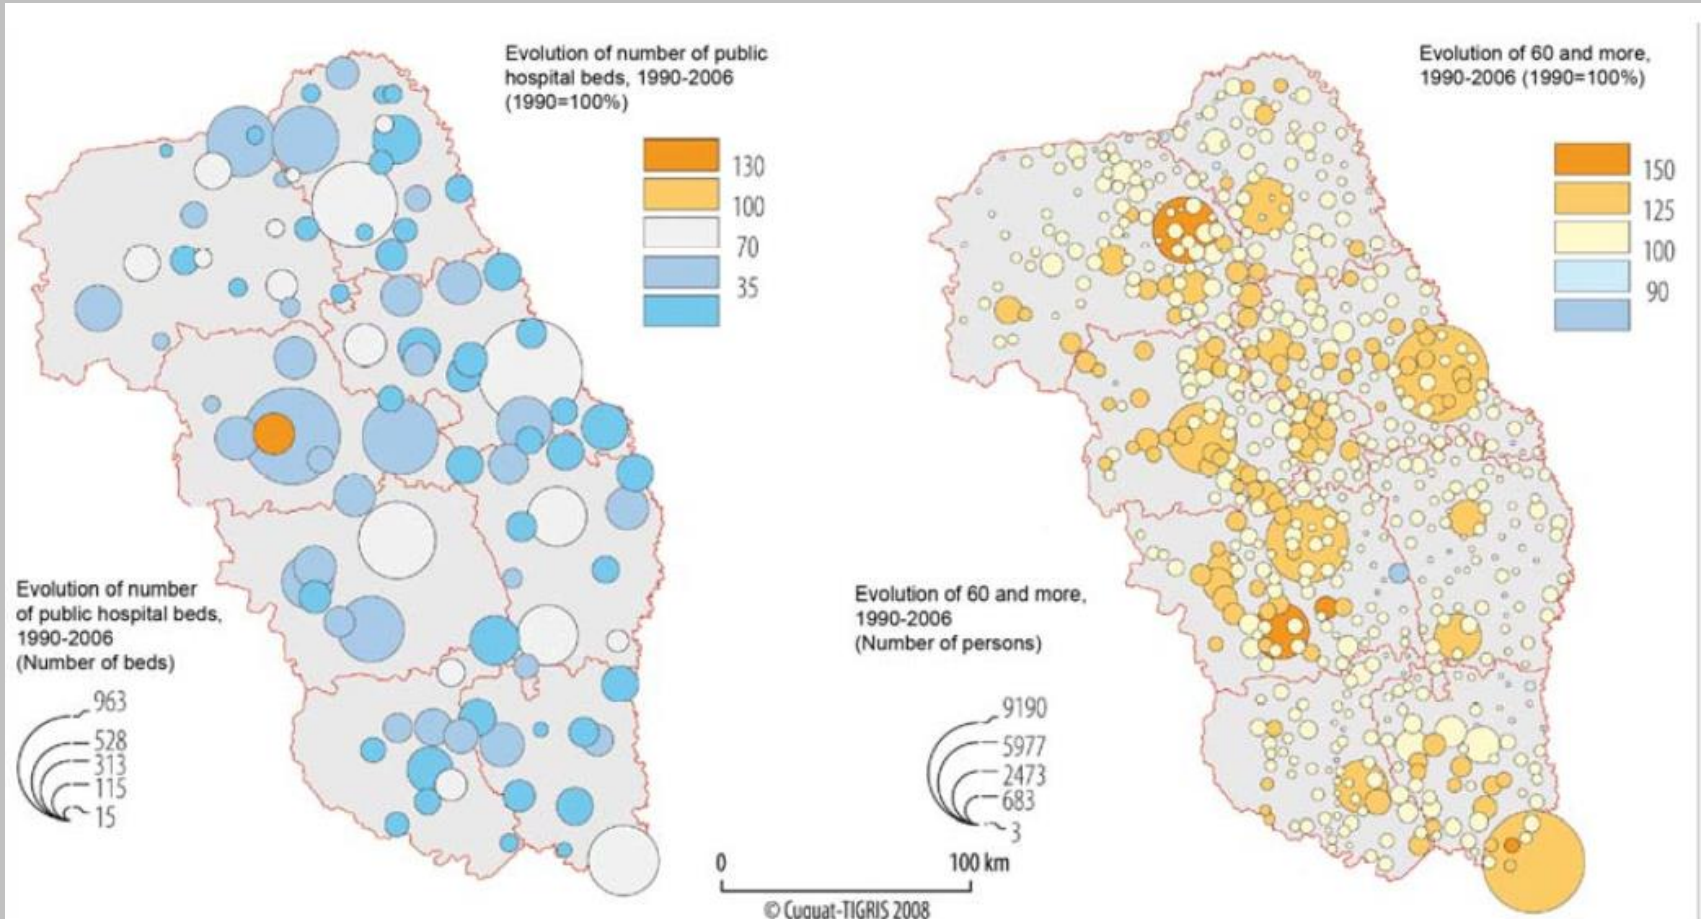 Evolution of number of public
hospital beds, 1990-2006
(1990=100%)
130
100
70
35
Evolution of number
of public hospital beds,
1990-2006
(Number of beds)
963
528
313
115
15
Evolution of 60 and more,
1990-2006 (1990=100%)
150
125
100
90
Evolution of 60 and more,
1990-2006
(Number of persons)
9190
5977
2473
683
3
0 100 km
© Cuguat-TIGRIS 2008